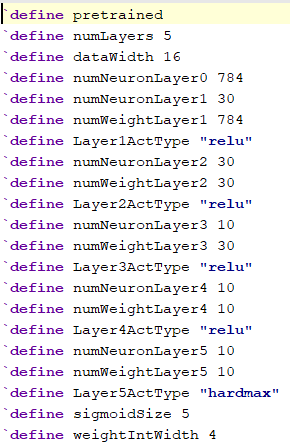 `define pretrained
`define numLayers 5
`define dataWidth 16
`define numNeuronLayer0 784
`define numNeuronLayer1 30
`define numWeightLayer1 784
`define Layer1ActType "relu"
`define numNeuronLayer2 30
`define numWeightLayer2 30
`define Layer2ActType "relu"
`define numNeuronLayer3 10
`define numWeightLayer3 30
`define Layer3ActType "relu"
`define numNeuronLayer4 10
`define numWeightLayer4 10
`define Layer4ActType "relu"
`define numNeuronLayer5 10
`define numWeightLayer5 10
`define Layer5ActType "hardmax"
`define sigmoidSize 5
`define weightIntWidth 4